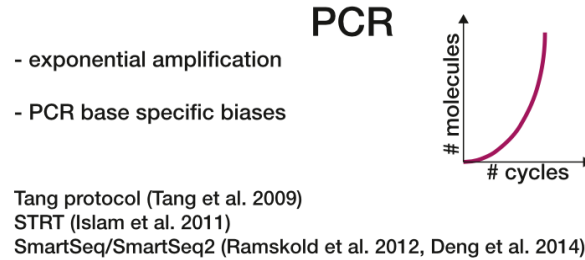 PCR
- exponential amplification
- PCR base specific biases
# molecules
# cycles
Tang protocol (Tang et al. 2009)
STRT (Islam et al. 2011)
SmartSeq/SmartSeq2 (Ramskold et al. 2012, Deng et al. 2014)